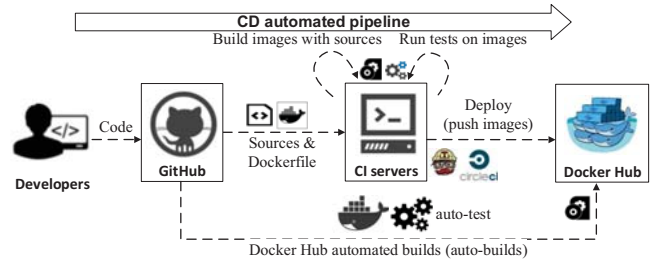 CD automated pipeline
Build images with sources
Run tests on images
Code
Sources &
Dockerfile
Deploy
(push images)
Developers
GitHub
CI servers
circleci
Docker Hub
auto-test
Docker Hub automated builds (auto-builds)